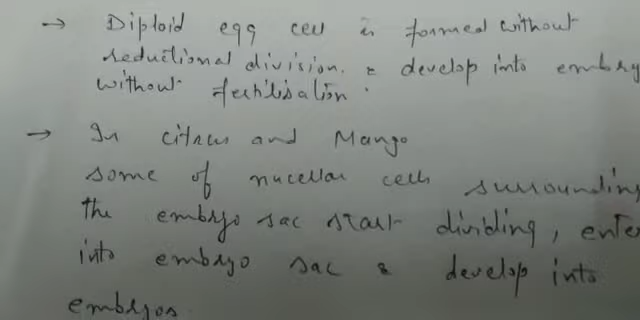 → Diploid egg cell is formed without
reductional division. & develop into embry
without fertilisation.
→ In citrus and Mango
some of nucellar cells surrounding
the embryo sac start dividing, ente
into embryo sac & develop into
embryos